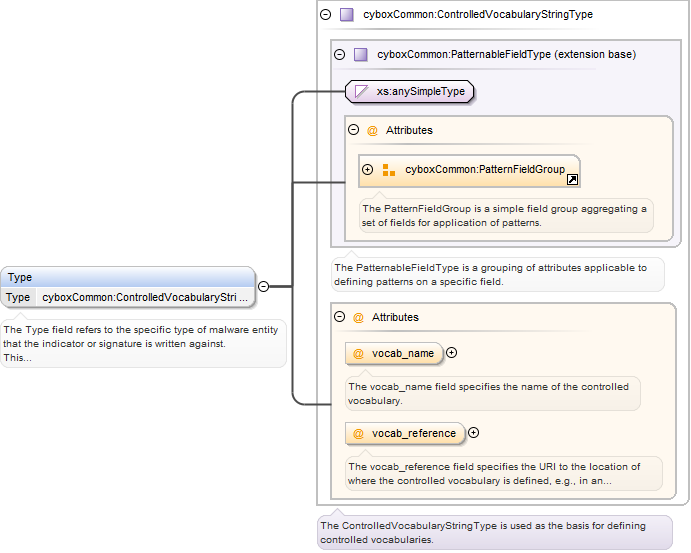 cyboxCommon:ControlledVocabularyStringType
cyboxCommon:PatternableFieldType (extension base)
xs:anySimpleType
@ Attributes
cyboxCommon:PatternFieldGroup
The PatternFieldGroup is a simple field group aggregating a
set of fields for application of patterns.
The PatternableFieldType is a grouping of attributes applicable to
defining patterns on a specific field.
Type
Type cyboxCommon:ControlledVocabularyStri ...
The Type field refers to the specific type of malware entity
that the indicator or signature is written against.
This...
@ Attributes
@ vocab_name
The vocab_name field specifies the name of the controlled
vocabulary.
@ vocab_reference
The vocab_reference field specifies the URI to the location of
where the controlled vocabulary is defined, e.g., in an...
The ControlledVocabularyStringType is used as the basis for defining
controlled vocabularies.